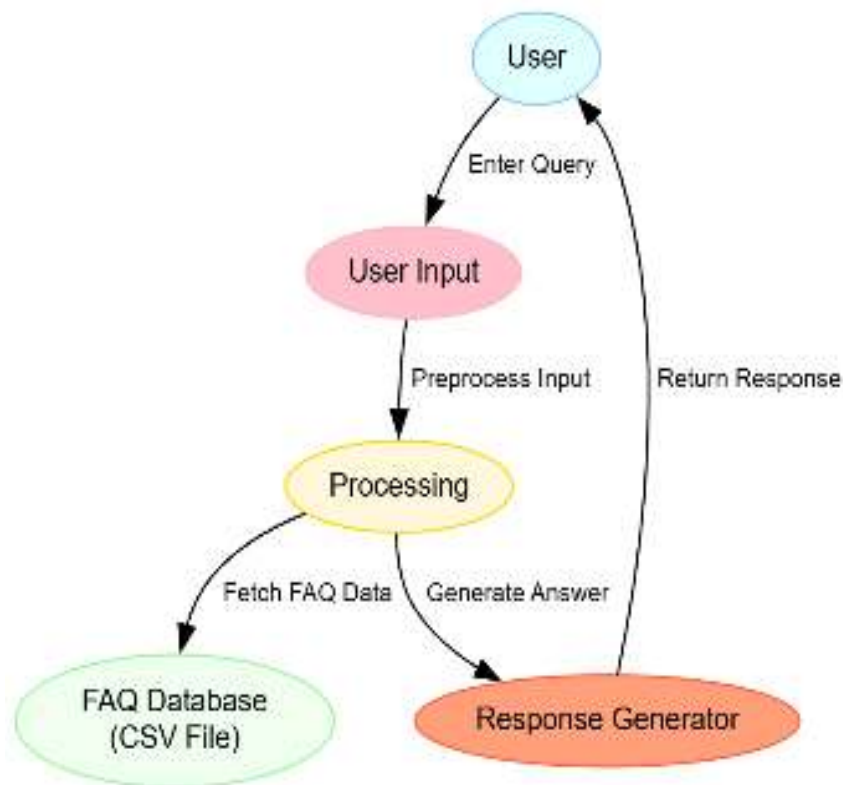 User
Enter Query
User Input
Preprocess Input
Return Response
Processing
Fetch FAQ Data
Generate Answer
FAQ Database
(CSV File)
Response Generator